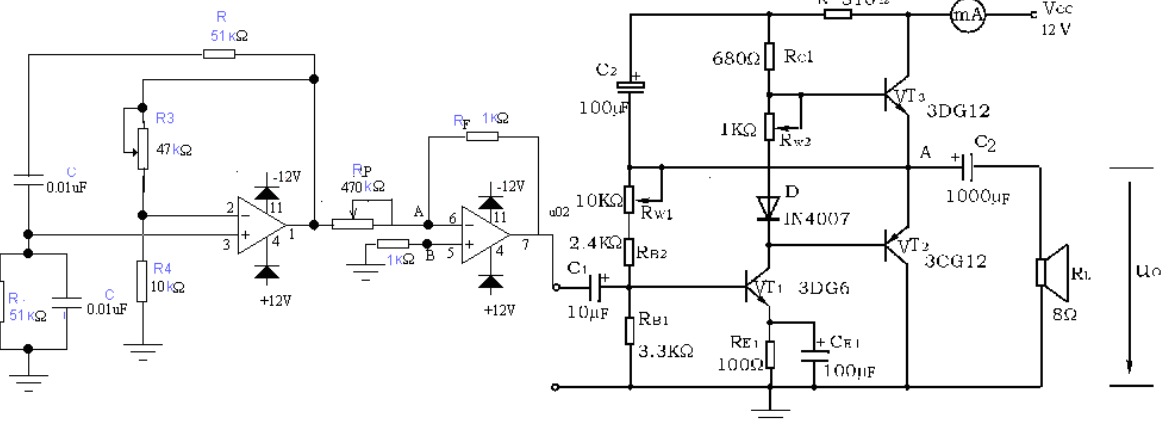 R
51KΩ
R3
47kΩ
C
0.01uF
R4
10kΩ
R
51KΩ
C
0.01uF
-12V
11
2
3
1
4
+12V
RP
470kΩ
A
1kΩ
B
RF 1KΩ
-12V
11
6
5
7
4
+12V
u02
C1
10μF
C2
100μF
10KΩ
RW1
2.4KΩ
RB2
RB1
3.3KΩ
680Ω
RC1
1KΩ
RW2
D
IN4007
VT1
3DG6
RE1
100Ω
CE1
100μF
mA
VCC
12V
VT3
3DG12
A
C2
1000μF
VT2
3CG12
RL
8Ω
uo